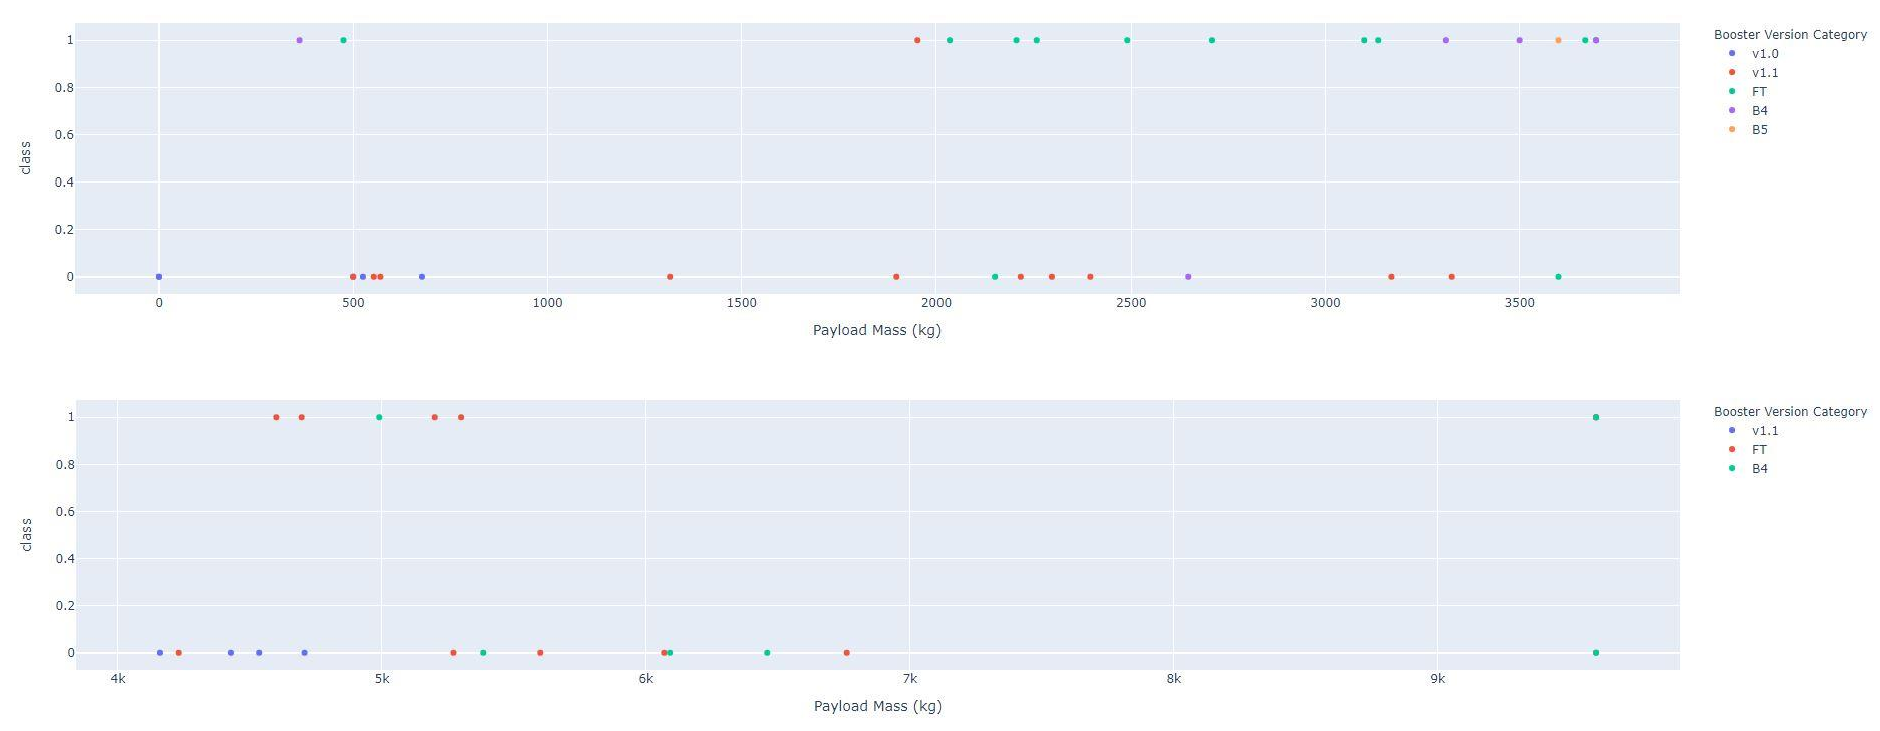 1
0.8
0.6
0.4
0.2
0
class
0 500 1000 1500 2000 2500 3000 3500
Payload Mass (kg)
Booster Version Category
v1.0
v1.1
FT
B4
B5
1
0.8
0.6
0.4
0.2
0
class
4k 5k 6k 7k 8k 9k
Payload Mass (kg)
Booster Version Category
v1.1
FT
B4